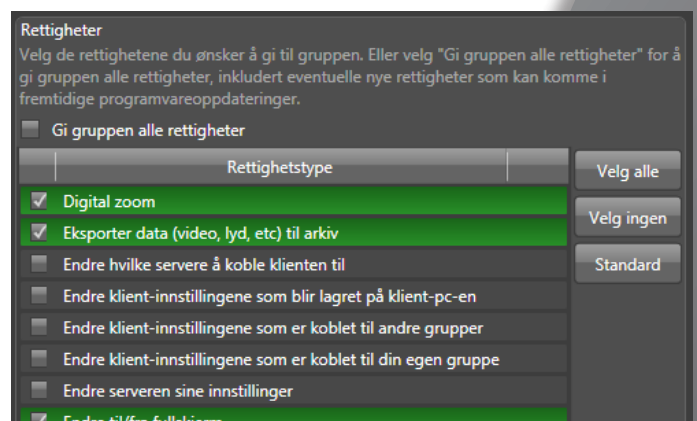 Rettigheter
Velg de rettighetene du ønsker å gi til gruppen. Eller velg "Gi gruppen alle rettigheter" for å
gi gruppen alle rettigheter, inkludert eventuelle nye rettigheter som kan komme i
fremtidige programvareoppdateringer.
Gi gruppen alle rettigheter
Rettighetstype
Velg alle
Digital zoom
Velg ingen
Eksporter data (video, lyd, etc) til arkiv
Endre hvilke servere å koble klienten til
Standard
Endre klient-innstillingene som blir lagret på klient-pc-en
Endre klient-innstillingene som er koblet til andre grupper
Endre klient-innstillingene som er koblet til din egen gruppe
Endre serveren sine innstillinger
Endre til/fra fullskjerm